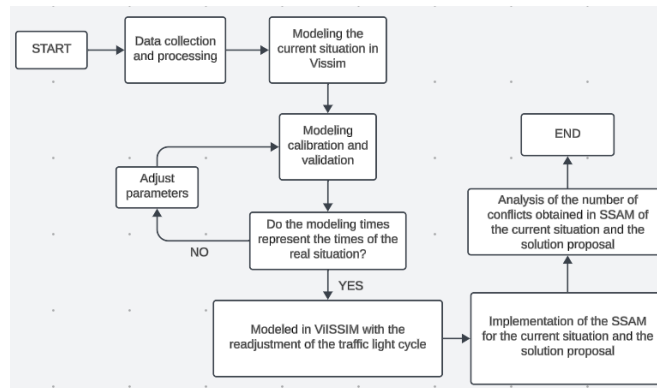 START
Data collection
and processing
Modeling the
current situation in
Vissim
Modeling
calibration and
validation
Adjust
parameters
Do the modeling times
represent the times of the
real situation?
NO
YES
Modeled in ViISSIM with the
readjustment of the traffic light cycle
Implementation of the SSAM
for the current situation and the
solution proposal
Analysis of the number of
conflicts obtained in SSAM of
the current situation and the
solution proposal
END